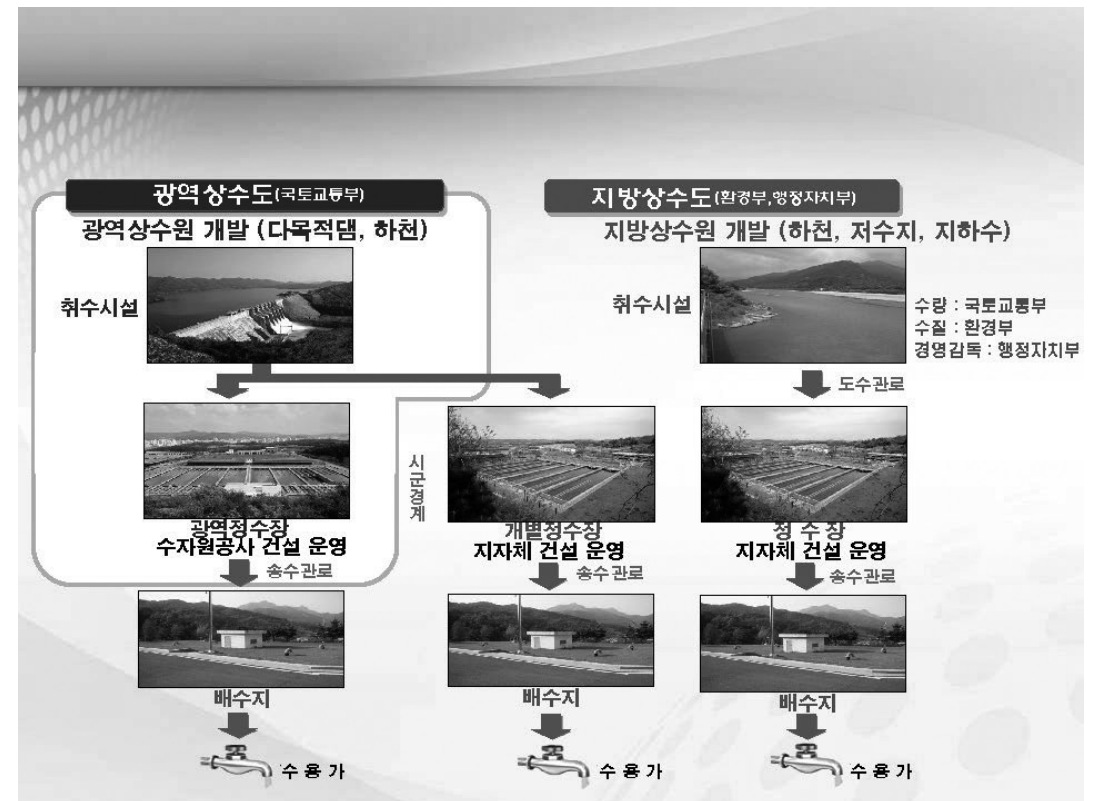 광역상수도(국토교통부)
광역상수원 개발 (다목적댐, 하천)
취수시설
광역정수장
수자원공사 건설 운영
송수관로
배수지
수 용 가
시군경계
개별정수장
지자체 건설 운영
송수관로
배수지
수 용 가
지방상수도(환경부,행정자치부)
지방상수원 개발 (하천, 저수지, 지하수)
취수시설
수량 : 국토교통부
수질 : 환경부
경영감독 : 행정자치부
도수관로
정 수 장
지자체 건설 운영
송수관로
배수지
수 용 가